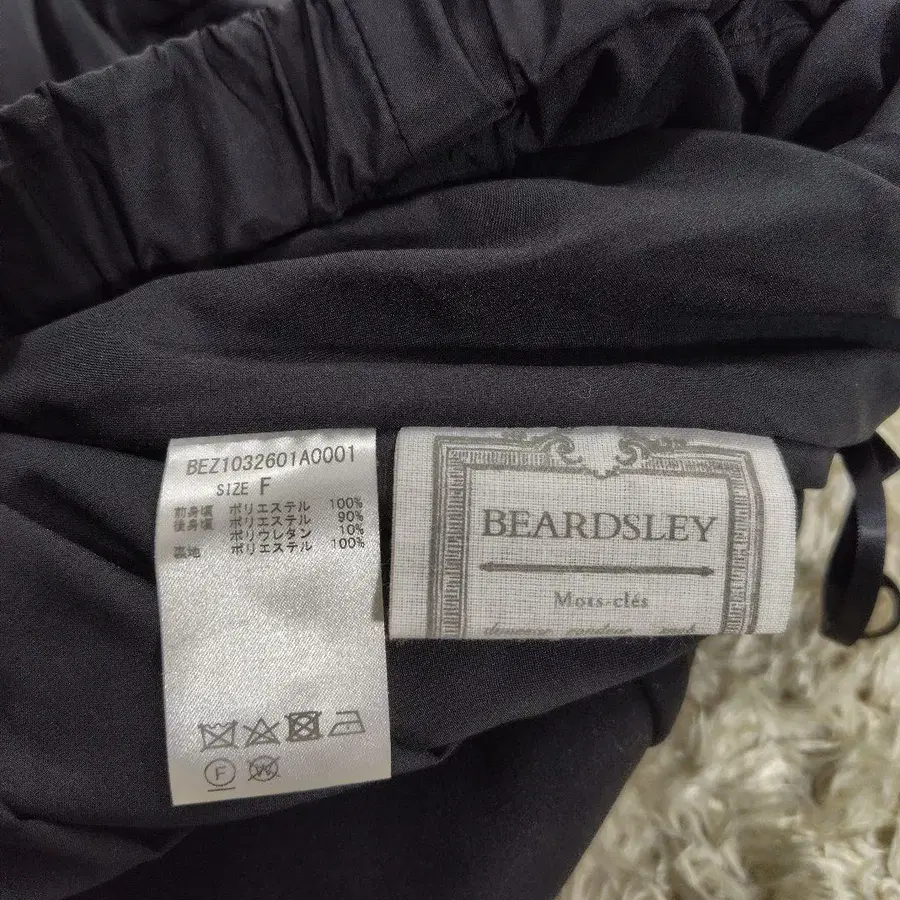 BEZ1032601A0001
SIZE F
前身頃 ポリエステル 100%
後身頃 ポリエステル 90%
ポリウレタン 10%
裏地 ポリエステル 100%
F
W
BEARDSLEY
Mots-clés